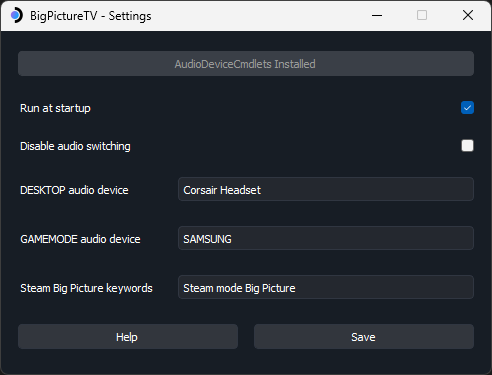 BigPictureTV - Settings
AudioDeviceCmdlets Installed
Run at startup
Disable audio switching
DESKTOP audio device
Corsair Headset
GAMEMODE audio device
SAMSUNG
Steam Big Picture keywords
Steam mode Big Picture
Help
Save